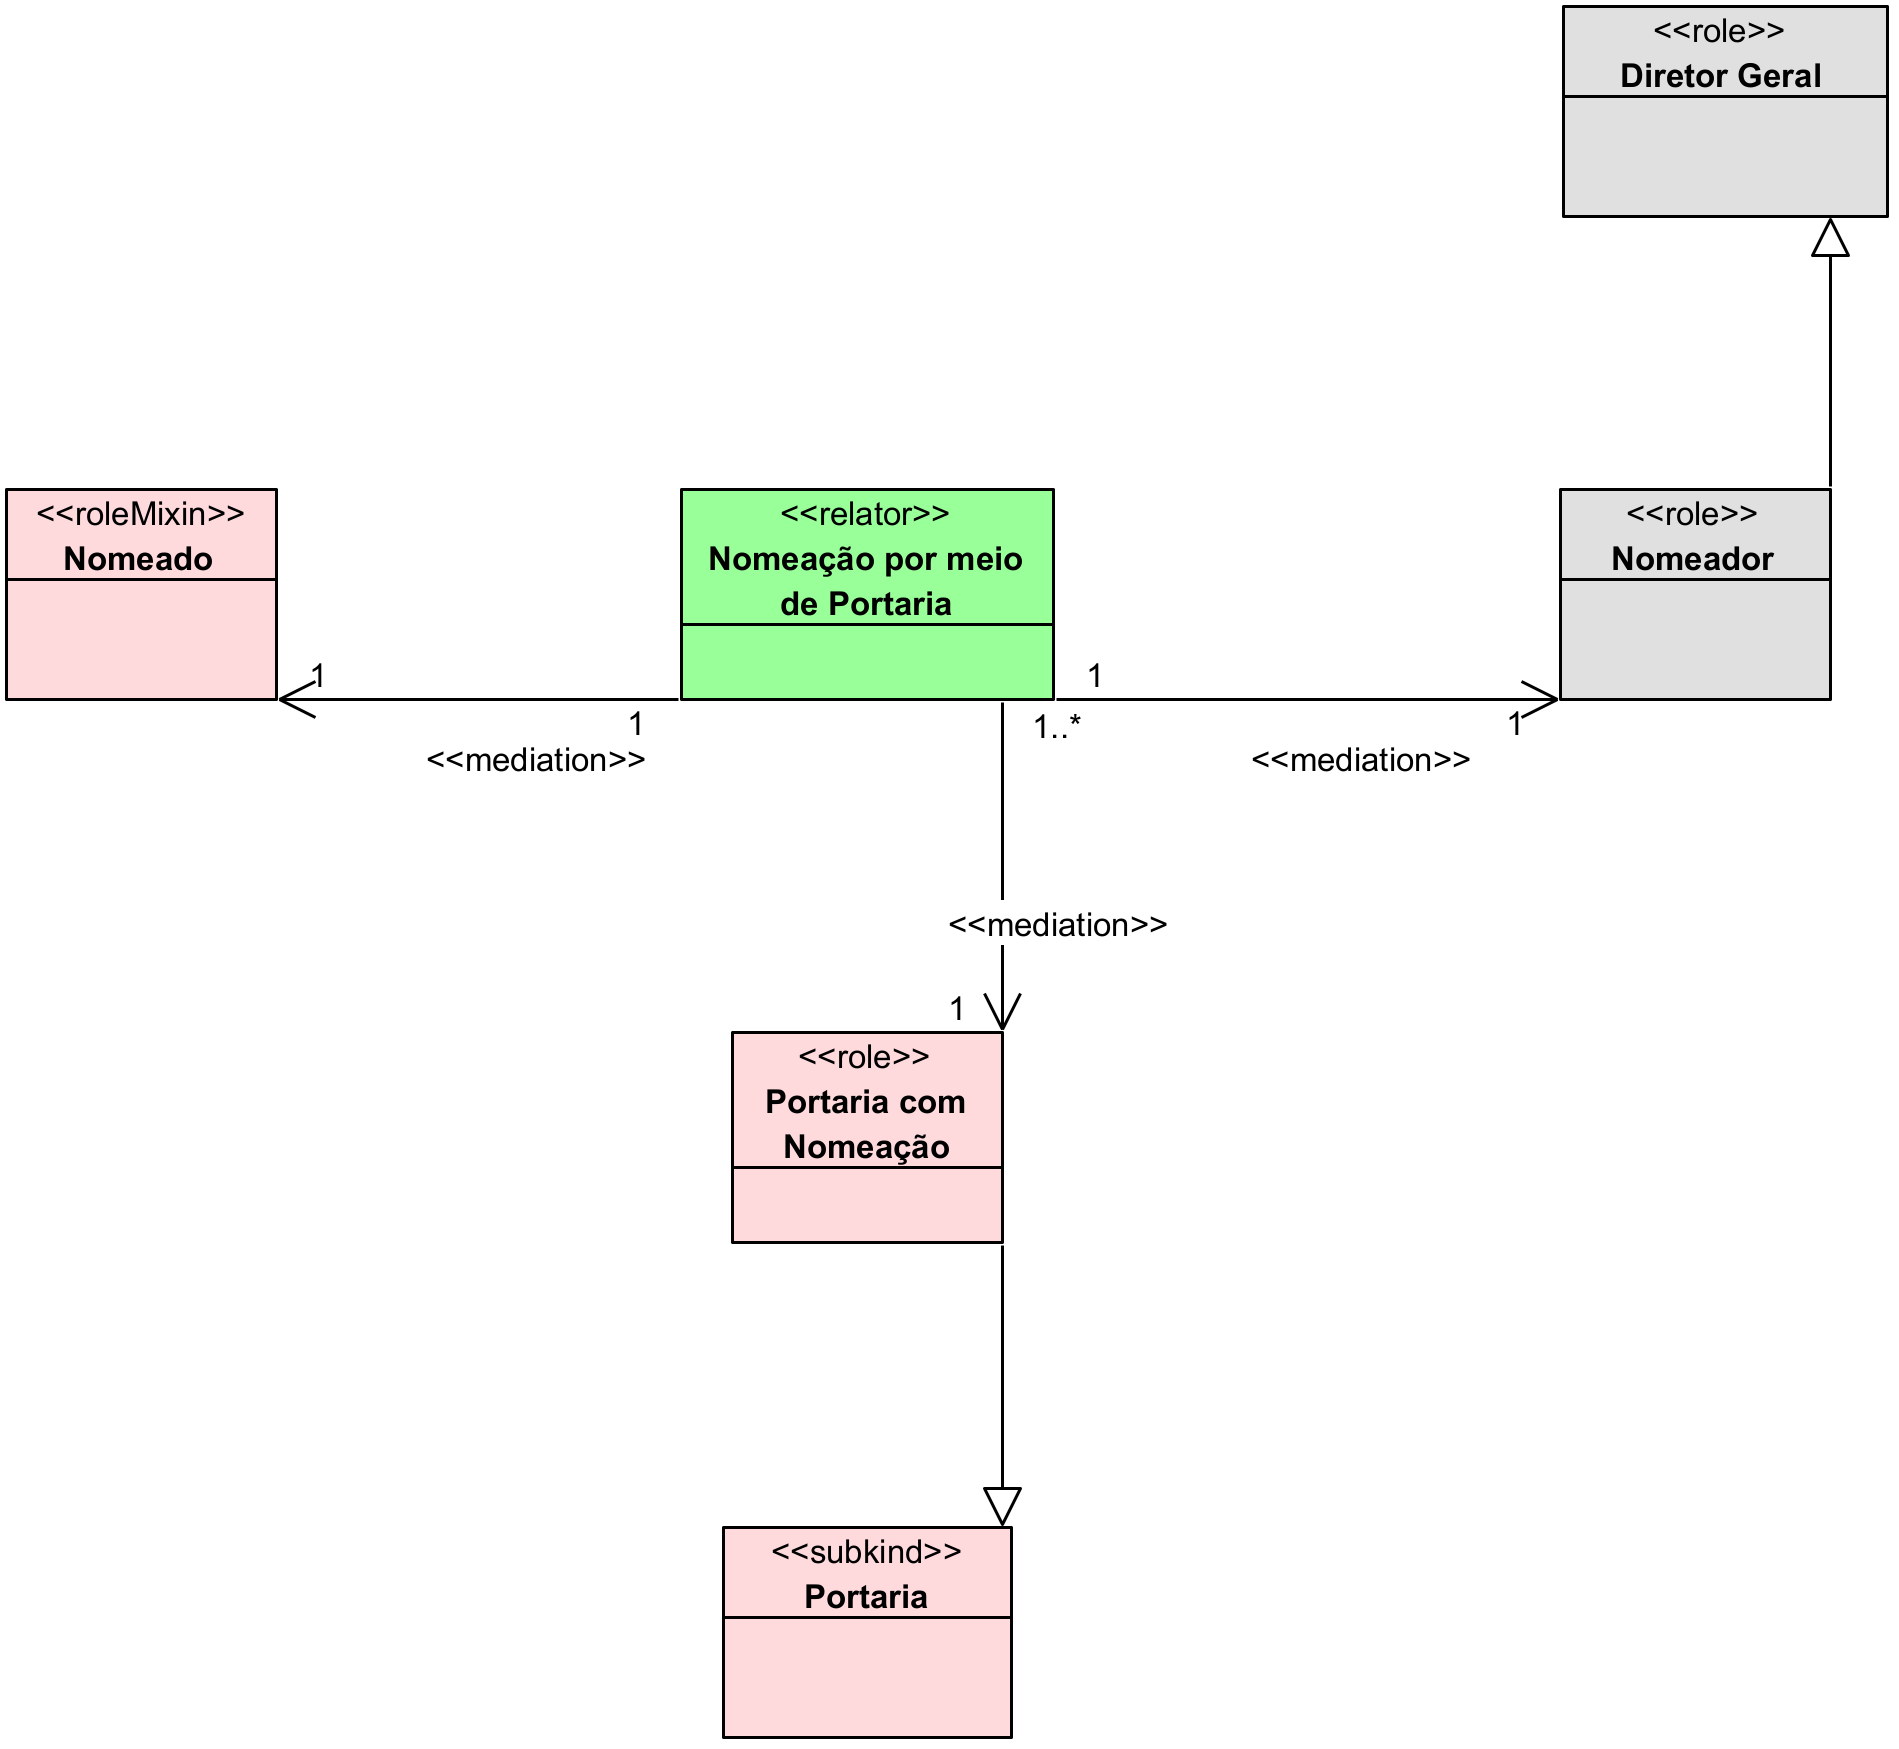 <<role>>
Diretor Geral
<<roleMixin>>
Nomeado
<<relator>>
Nomeação por meio
de Portaria
<<role>>
Nomeador
1
1
<<mediation>>
1
1
<<mediation>>
1..*
<<mediation>>
1
<<role>>
Portaria com
Nomeação
<<subkind>>
Portaria